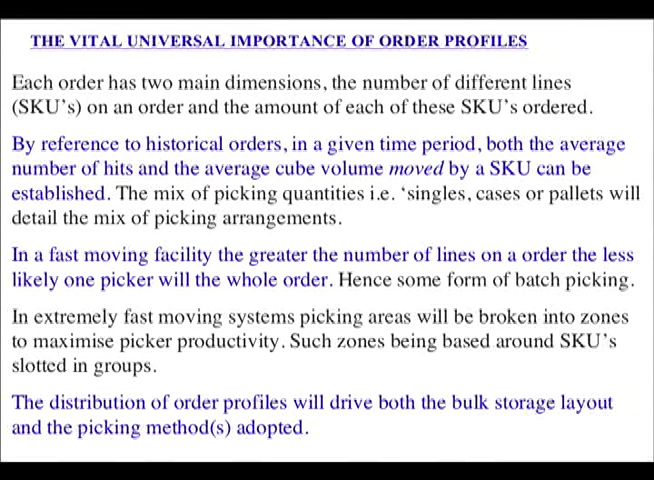 THE VITAL UNIVERSAL IMPORTANCE OF ORDER PROFILES
Each order has two main dimensions, the number of different lines
(SKU's) on an order and the amount of each of these SKU's ordered.
By reference to historical orders, in a given time period, both the average
number of hits and the average cube volume moved by a SKU can be
established. The mix of picking quantities i.e. 'singles, cases or pallets will
detail the mix of picking arrangements.
In a fast moving facility the greater the number of lines on a order the less
likely one picker will the whole order. Hence some form of batch picking.
In extremely fast moving systems picking areas will be broken into zones
to maximise picker productivity. Such zones being based around SKU's
slotted in groups.
The distribution of order profiles will drive both the bulk storage layout
and the picking method(s) adopted.